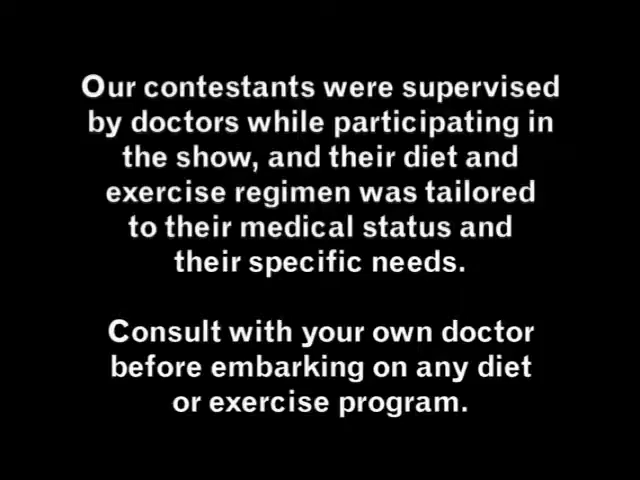 Our contestants were supervised
by doctors while participating in
the show, and their diet and
exercise regimen was tailored
to their medical status and
their specific needs.
Consult with your own doctor
before embarking on any diet
or exercise program.